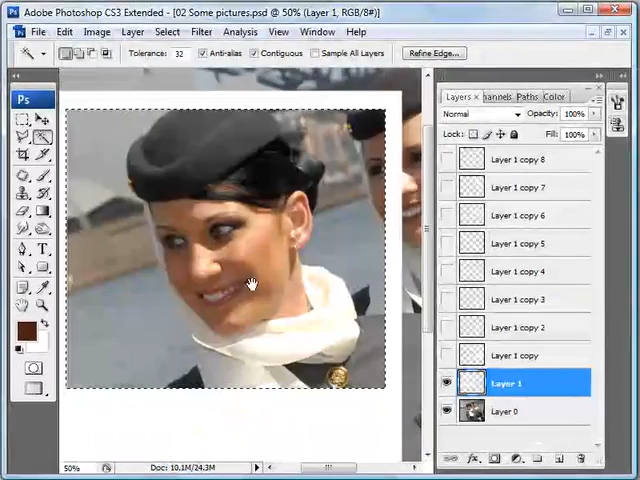 Adobe Photoshop CS3 Extended - [02 Some pictures.psd @ 50% (Layer 1, RGB/8#)]
File Edit Image Layer Select Filter Analysis View Window Help
Tolerance: 32 Anti-alias Contiguous Sample All Layers Refine Edge...
Ps
Layers × hannels Paths Color
Normal Opacity: 100%
Lock: Fill: 100%
Layer 1 copy 8
Layer 1 copy 7
Layer 1 copy 6
Layer 1 copy 5
Layer 1 copy 4
Layer 1 copy 3
Layer 1 copy 2
Layer 1 copy
Layer 1
Layer 0
50% Doc: 10.1M/24.3M